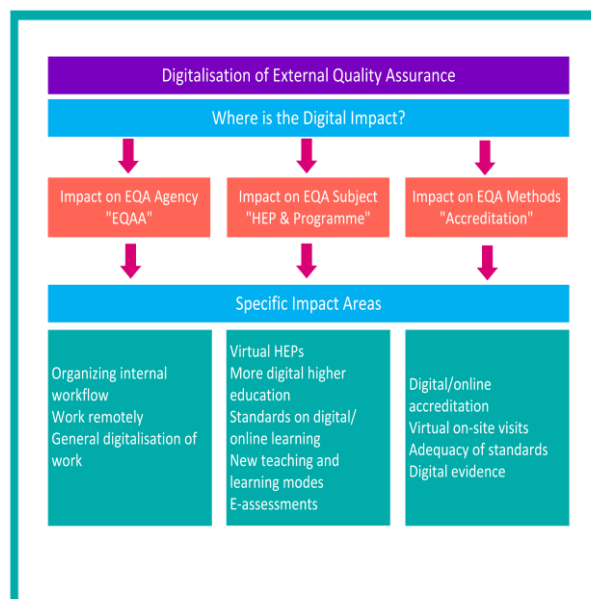 Digitalisation of External Quality Assurance
Where is the Digital Impact?
Impact on EQA Agency
"EQAA"
Impact on EQA Subject
"HEP & Programme"
Impact on EQA Methods
"Accreditation"
Specific Impact Areas
Organizing internal
workflow
Work remotely
General digitalisation of
work
Virtual HEPs
More digital higher
education
Standards on digital/
online learning
New teaching and
learning modes
E-assessments
Digital/online
accreditation
Virtual on-site visits
Adequacy of standards
Digital evidence